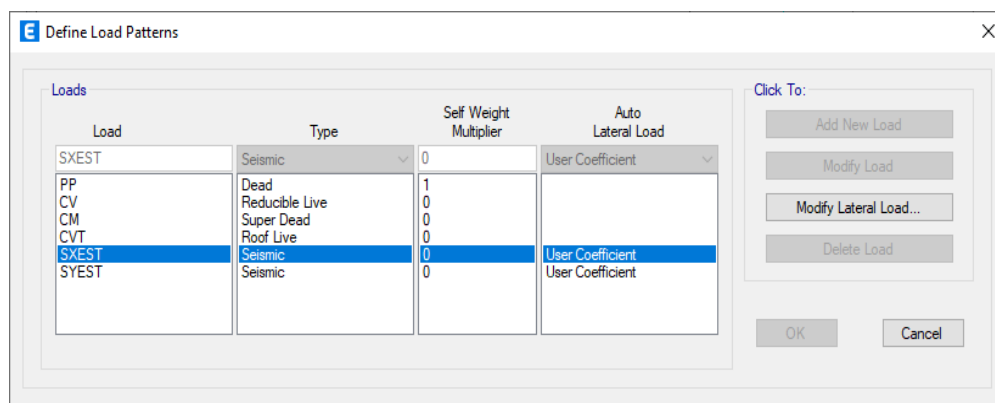 E Define Load Patterns
Loads
Click To:
Load Type Self Weight Multiplier Auto Lateral Load
SXEST Seismic 0 User Coefficient
PP Dead 1
CV Reducible Live 0
CM Super Dead 0
CVT Roof Live 0
SXEST Seismic 0 User Coefficient
SYEST Seismic 0 User Coefficient
Add New Load
Modify Load
Modify Lateral Load...
Delete Load
OK Cancel